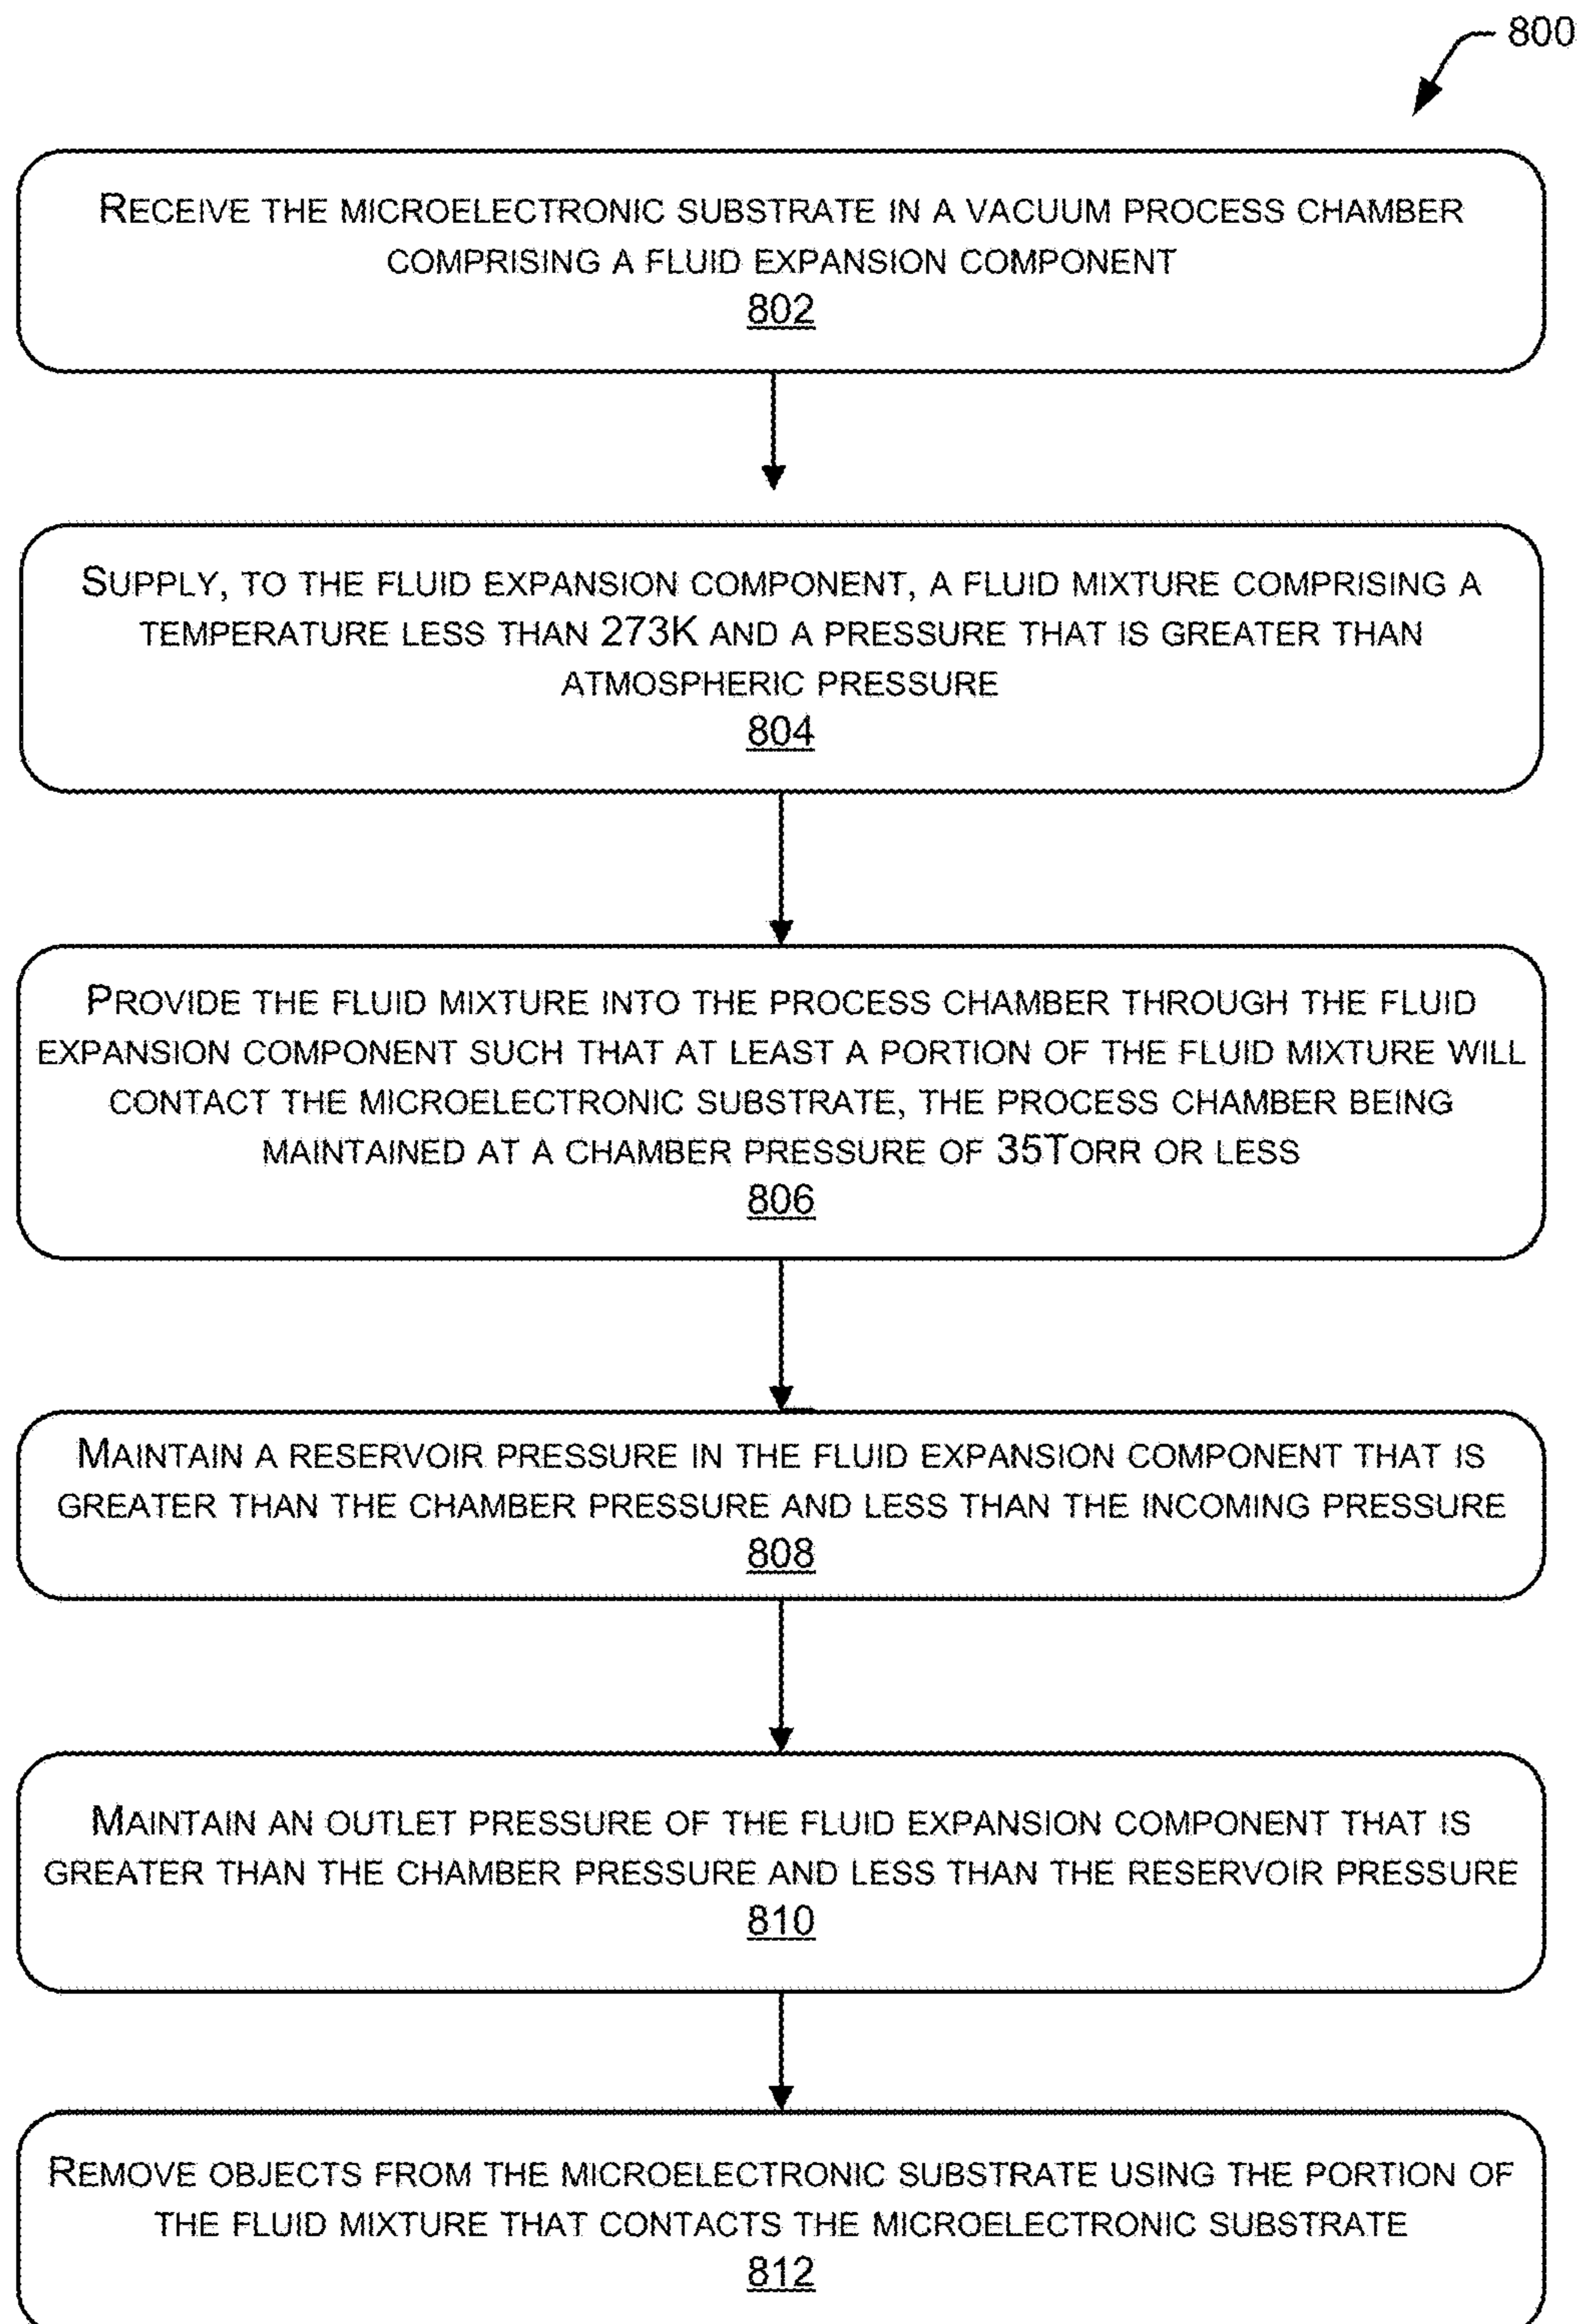 800
RECEIVE THE MICROELECTRONIC SUBSTRATE IN A VACUUM PROCESS CHAMBER
COMPRISING A FLUID EXPANSION COMPONENT
802
SUPPLY, TO THE FLUID EXPANSION COMPONENT, A FLUID MIXTURE COMPRISING A
TEMPERATURE LESS THAN 273K AND A PRESSURE THAT IS GREATER THAN
ATMOSPHERIC PRESSURE
804
PROVIDE THE FLUID MIXTURE INTO THE PROCESS CHAMBER THROUGH THE FLUID
EXPANSION COMPONENT SUCH THAT AT LEAST A PORTION OF THE FLUID MIXTURE WILL
CONTACT THE MICROELECTRONIC SUBSTRATE, THE PROCESS CHAMBER BEING
MAINTAINED AT A CHAMBER PRESSURE OF 35TORR OR LESS
806
MAINTAIN A RESERVOIR PRESSURE IN THE FLUID EXPANSION COMPONENT THAT IS
GREATER THAN THE CHAMBER PRESSURE AND LESS THAN THE INCOMING PRESSURE
808
MAINTAIN AN OUTLET PRESSURE OF THE FLUID EXPANSION COMPONENT THAT IS
GREATER THAN THE CHAMBER PRESSURE AND LESS THAN THE RESERVOIR PRESSURE
810
REMOVE OBJECTS FROM THE MICROELECTRONIC SUBSTRATE USING THE PORTION OF
THE FLUID MIXTURE THAT CONTACTS THE MICROELECTRONIC SUBSTRATE
812